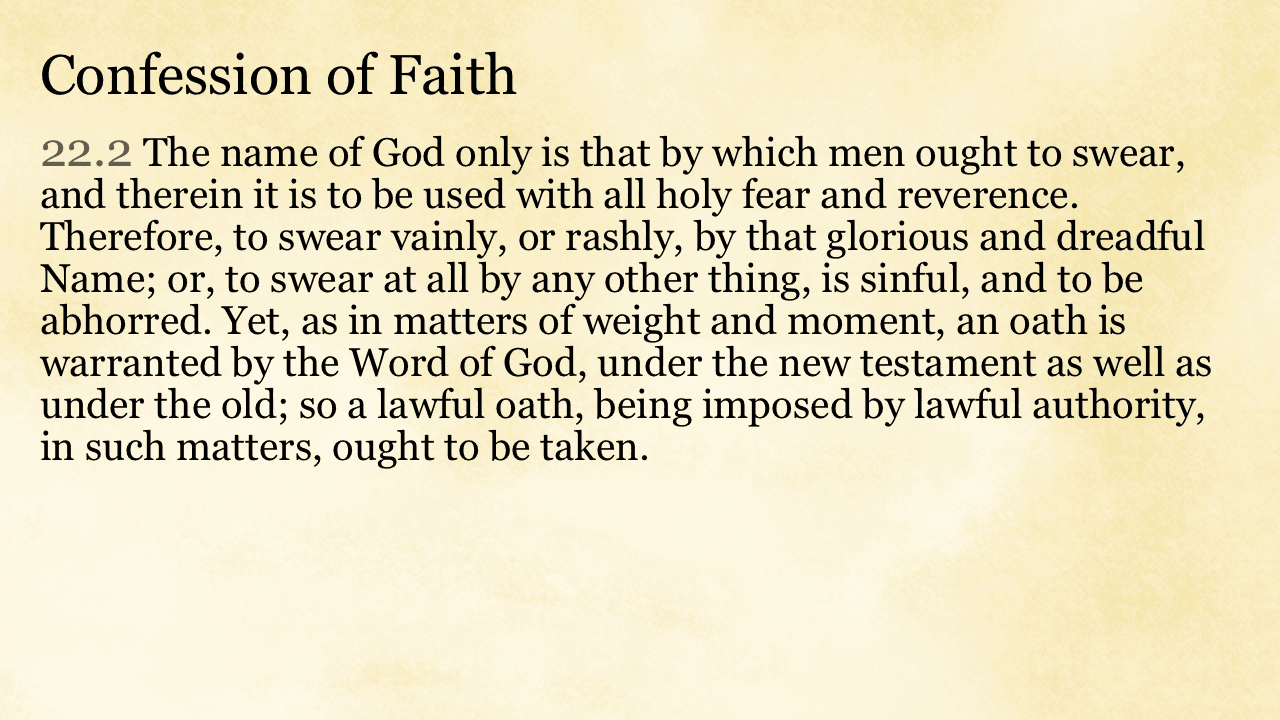 Confession of Faith
22.2 The name of God only is that by which men ought to swear,
and therein it is to be used with all holy fear and reverence.
Therefore, to swear vainly, or rashly, by that glorious and dreadful
Name; or, to swear at all by any other thing, is sinful, and to be
abhorred. Yet, as in matters of weight and moment, an oath is
warranted by the Word of God, under the new testament as well as
under the old; so a lawful oath, being imposed by lawful authority,
in such matters, ought to be taken.